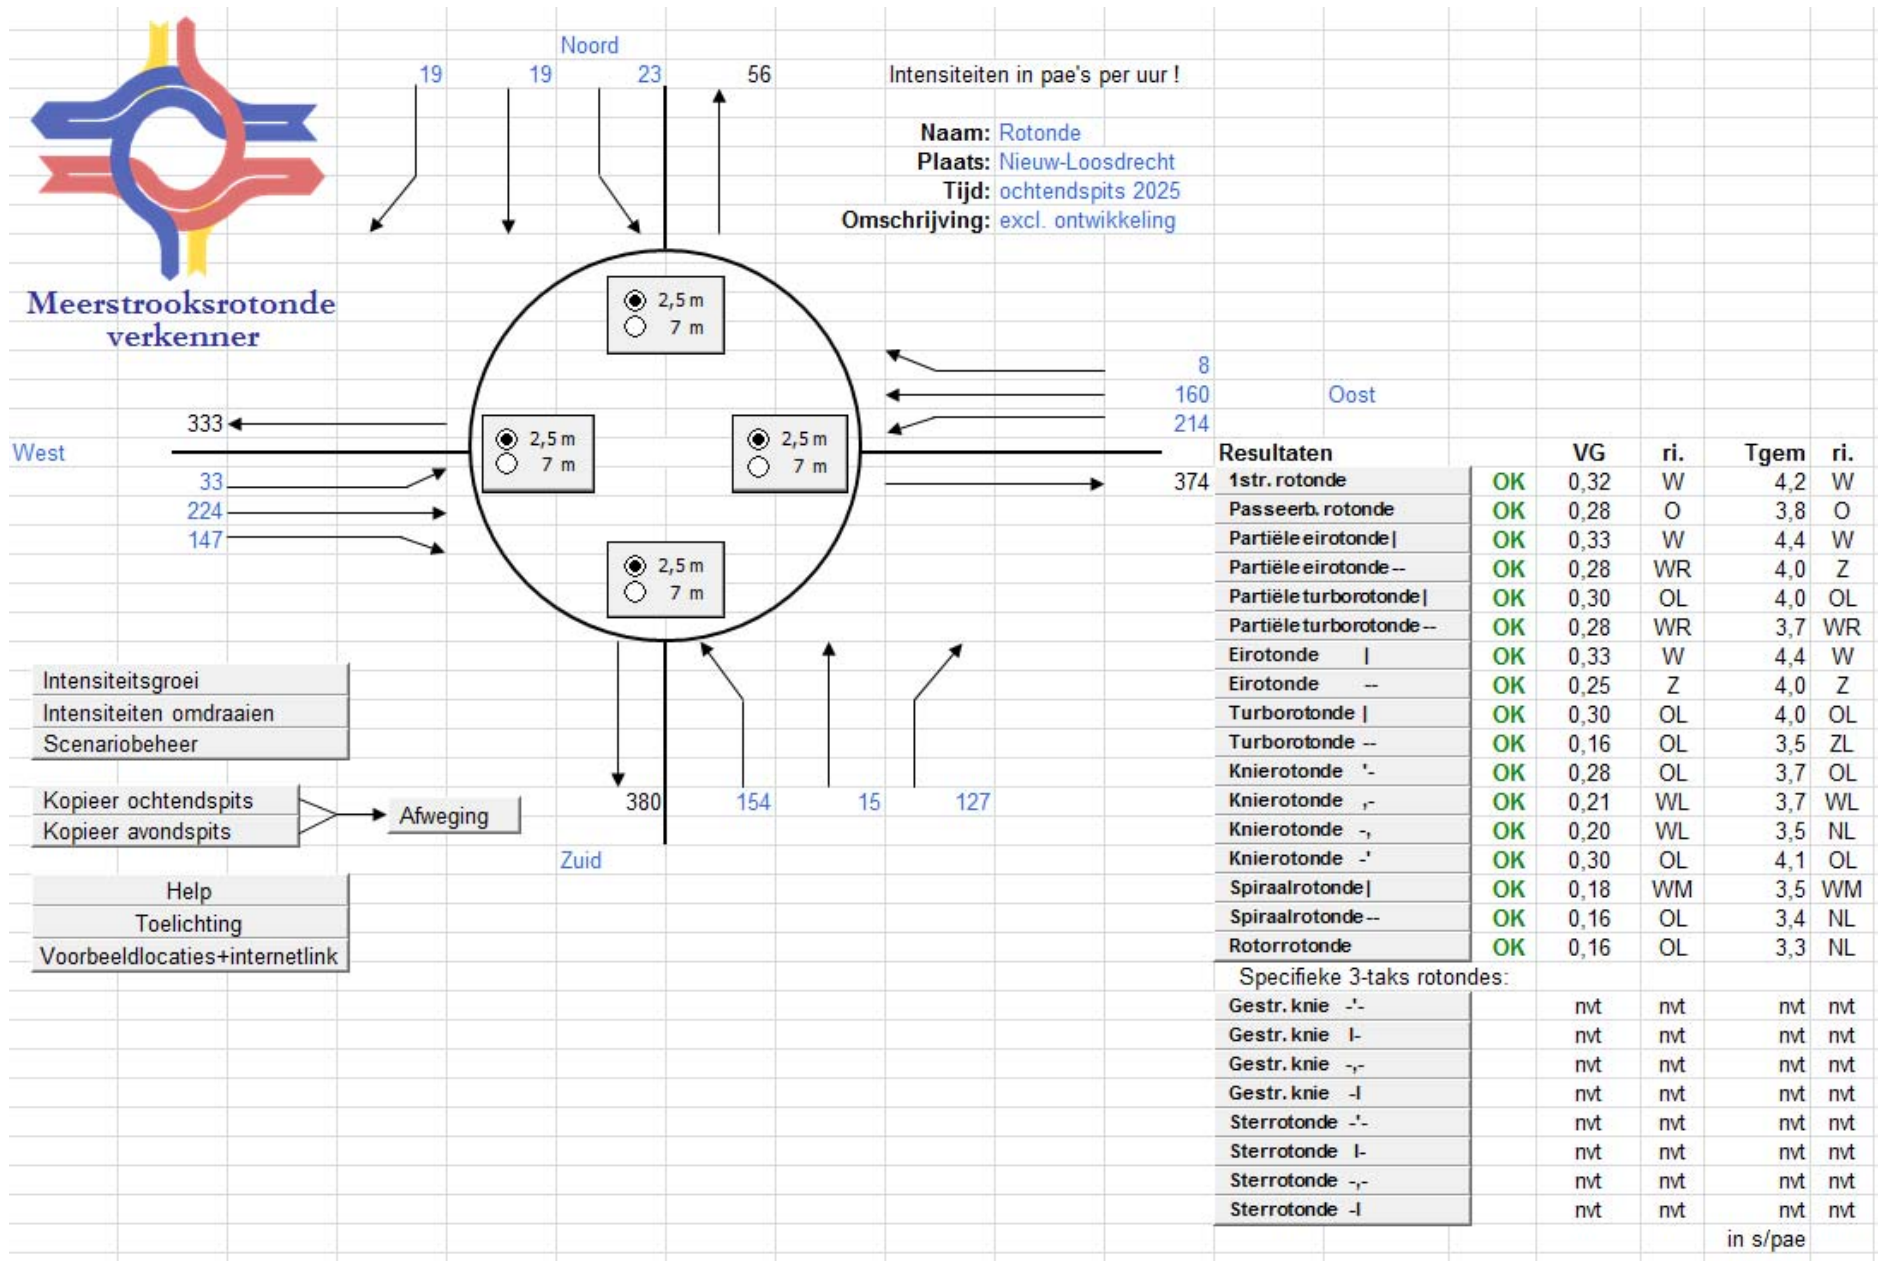 Noord
19 19 23 56 Intensiteiten in pae's per uur !
Naam: Rotonde
Plaats: Nieuw-Loosdrecht
Tijd: ochtendspits 2025
Omschrijving: excl. ontwikkeling
Meerstrooksrotonde
verkenner
2,5 m
7 m
8
160 Oost
214
333
West
2,5 m
7 m
2,5 m
7 m
33
224
147
374
2,5 m
7 m
380 154 15 127
Zuid
Intensiteitsgroei
Intensiteiten omdraaien
Scenariobeheer
Kopieer ochtendspits
Kopieer avondspits
Afweging
Help
Toelichting
Voorbeeldlocaties+internetlink
Resultaten VG ri. Tgem ri.
1str. rotonde OK 0,32 W 4,2 W
Passeerb. rotonde OK 0,28 O 3,8 O
Partiële eirotonde | OK 0,33 W 4,4 W
Partiële eirotonde -- OK 0,28 WR 4,0 Z
Partiële turborotonde | OK 0,30 OL 4,0 OL
Partiële turborotonde -- OK 0,28 WR 3,7 WR
Eirotonde | OK 0,33 W 4,4 W
Eirotonde -- OK 0,25 Z 4,0 Z
Turborotonde | OK 0,30 OL 4,0 OL
Turborotonde -- OK 0,16 OL 3,5 ZL
Knierotonde '- OK 0,28 OL 3,7 OL
Knierotonde ,- OK 0,21 WL 3,7 WL
Knierotonde -, OK 0,20 WL 3,5 NL
Knierotonde -' OK 0,30 OL 4,1 OL
Spiraalrotonde | OK 0,18 WM 3,5 WM
Spiraalrotonde -- OK 0,16 OL 3,4 NL
Rotorrotonde OK 0,16 OL 3,3 NL
Specifieke 3-taks rotondes:
Gestr. knie -'- nvt nvt nvt nvt
Gestr. knie I- nvt nvt nvt nvt
Gestr. knie -,- nvt nvt nvt nvt
Gestr. knie -I nvt nvt nvt nvt
Sterrotonde -'- nvt nvt nvt nvt
Sterrotonde I- nvt nvt nvt nvt
Sterrotonde -,- nvt nvt nvt nvt
Sterrotonde -I nvt nvt nvt nvt
in s/pae